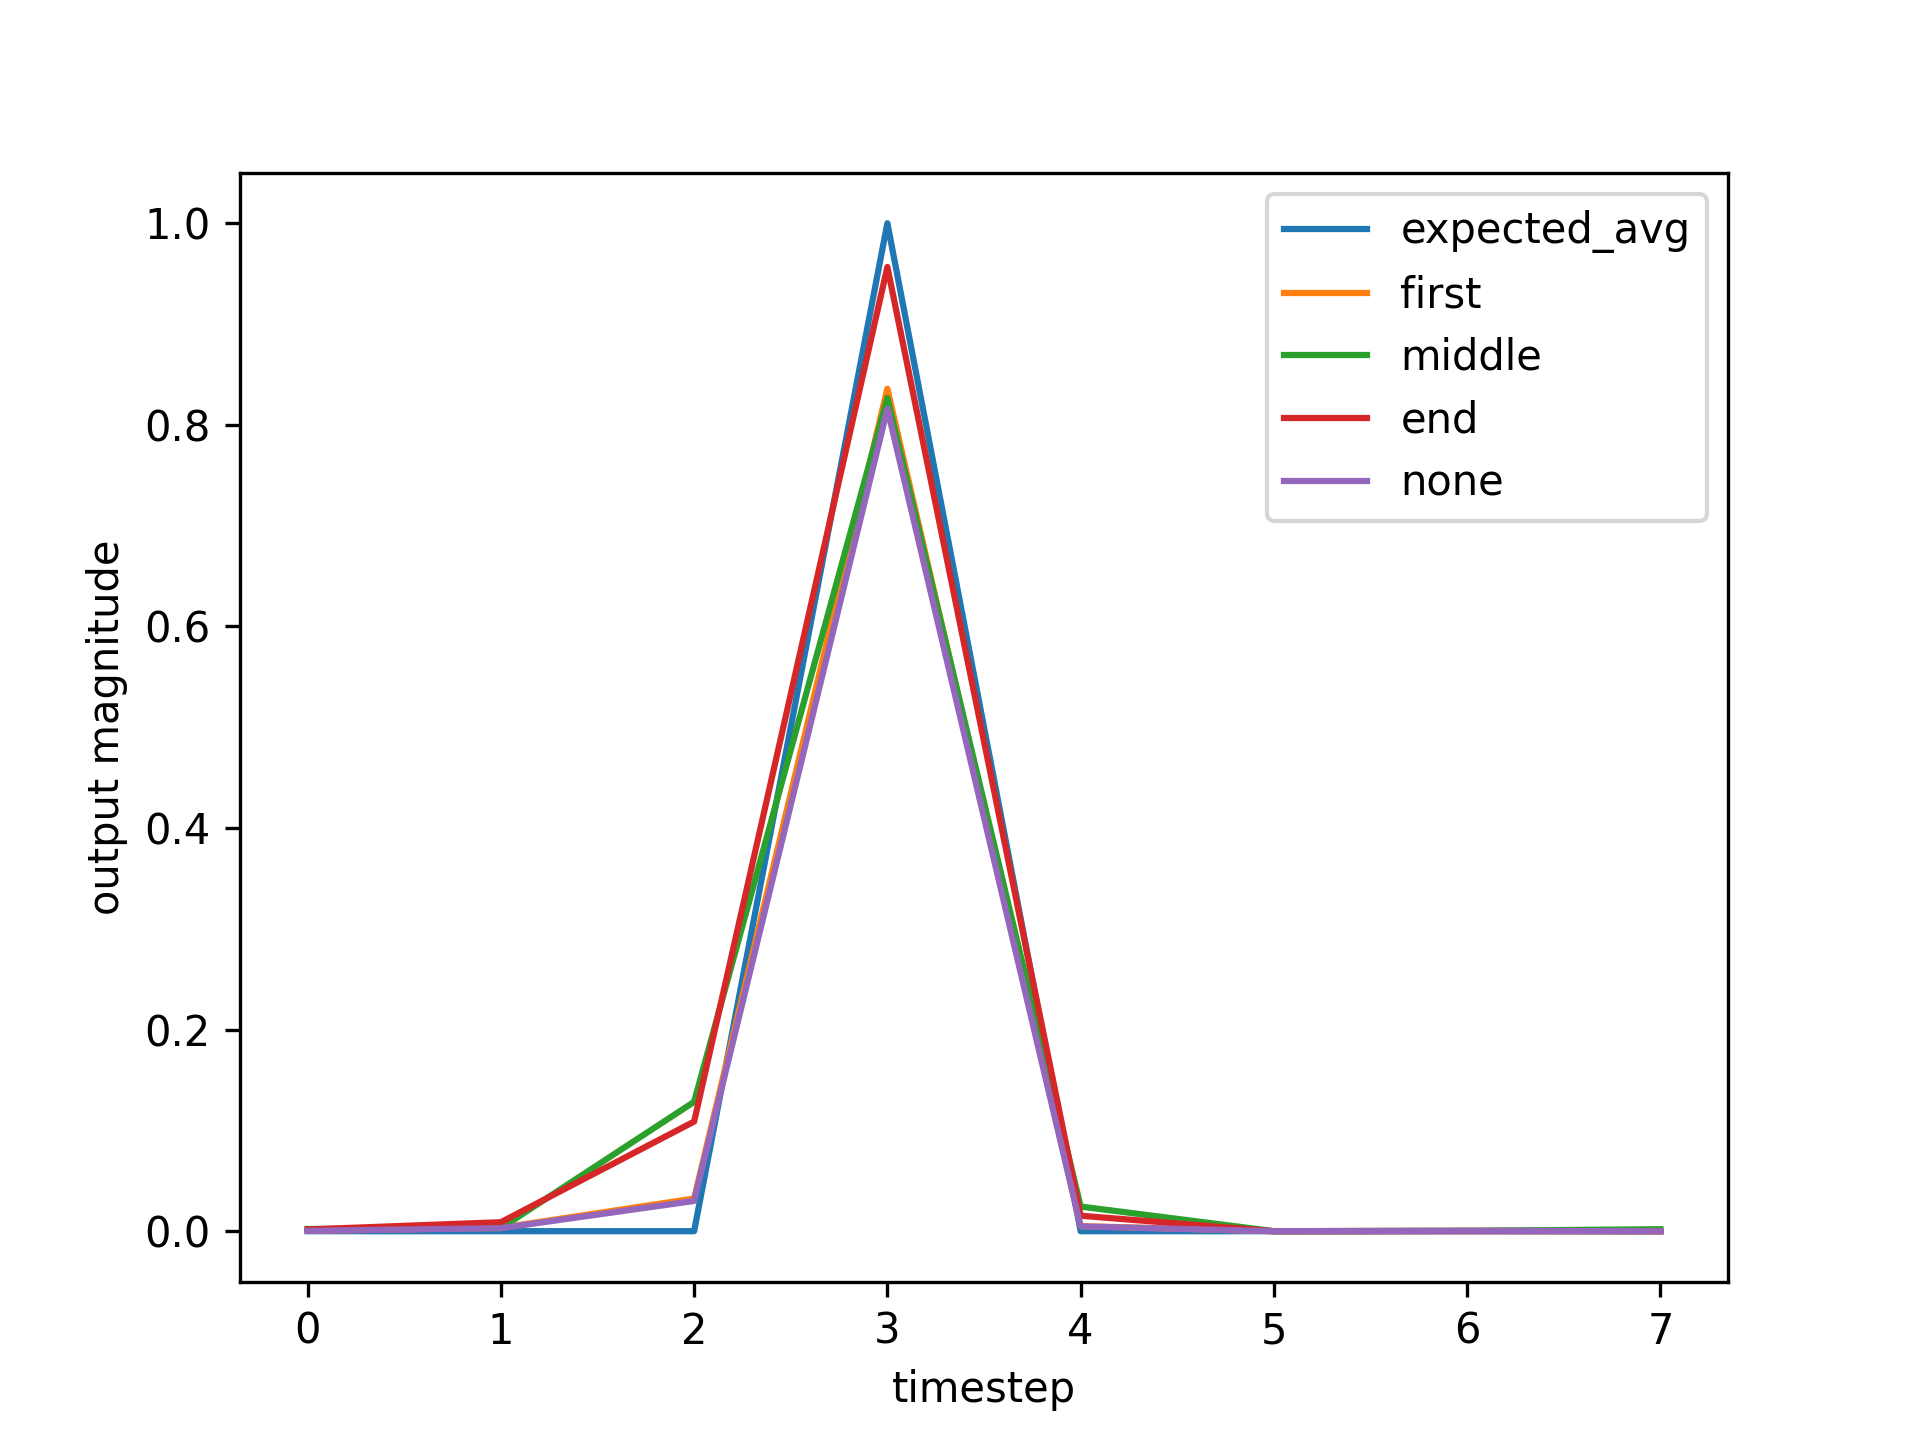 expected_avg
first
middle
end
none
1.0
0.8
0.6
0.4
0.2
0.0
output magnitude
0 1 2 3 4 5 6 7
timestep